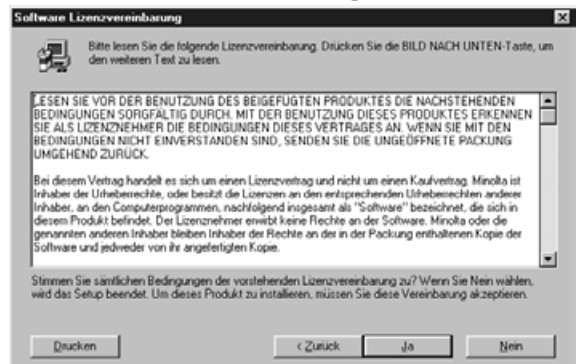 Software Lizenzvereinbarung
Bitte lesen Sie die folgende Lizenzvereinbarung. Drücken Sie die BILD NACH UNTEN-Taste, um
den weiteren Text zu lesen.
LESEN SIE VOR DER BENUTZUNG DES BEIGEFÜGTEN PRODUKTES DIE NACHSTEHENDEN
BEDINGUNGEN SORGFÄLTIG DURCH. MIT DER BENUTZUNG DIESES PRODUKTES ERKENNEN
SIE ALS LIZENZNEHMER DIE BEDINGUNGEN DIESES VERTRAGES AN. WENN SIE MIT DEN
BEDINGUNGEN NICHT EINVERSTANDEN SIND, SENDEN SIE DIE UNGEÖFFNETE PACKUNG
UMGEHEND ZURÜCK.
Bei diesem Vertrag handelt es sich um einen Lizenzvertrag und nicht um einen Kaufvertrag. Minolta ist
Inhaber der Urheberrechte, oder besitzt die Lizenzen an den entsprechenden Urheberrechten anderer
Inhaber, an den Computerprogrammen, nachfolgend insgesamt als "Software" bezeichnet, die sich in
diesem Produkt befindet. Der Lizenznehmer erwirbt keine Rechte an der Software. Minolta oder die
genannten anderen Inhaber bleiben Inhaber der Rechte an der in der Packung enthaltenen Kopie der
Software und jedweder von ihr angefertigten Kopie.
Stimmen Sie sämtlichen Bedingungen der vorstehenden Lizenzvereinbarung zu? Wenn Sie Nein wählen,
wird das Setup beendet. Um dieses Produkt zu installieren, müssen Sie diese Vereinbarung akzeptieren.
Drucken
< Zurück
Ja
Nein